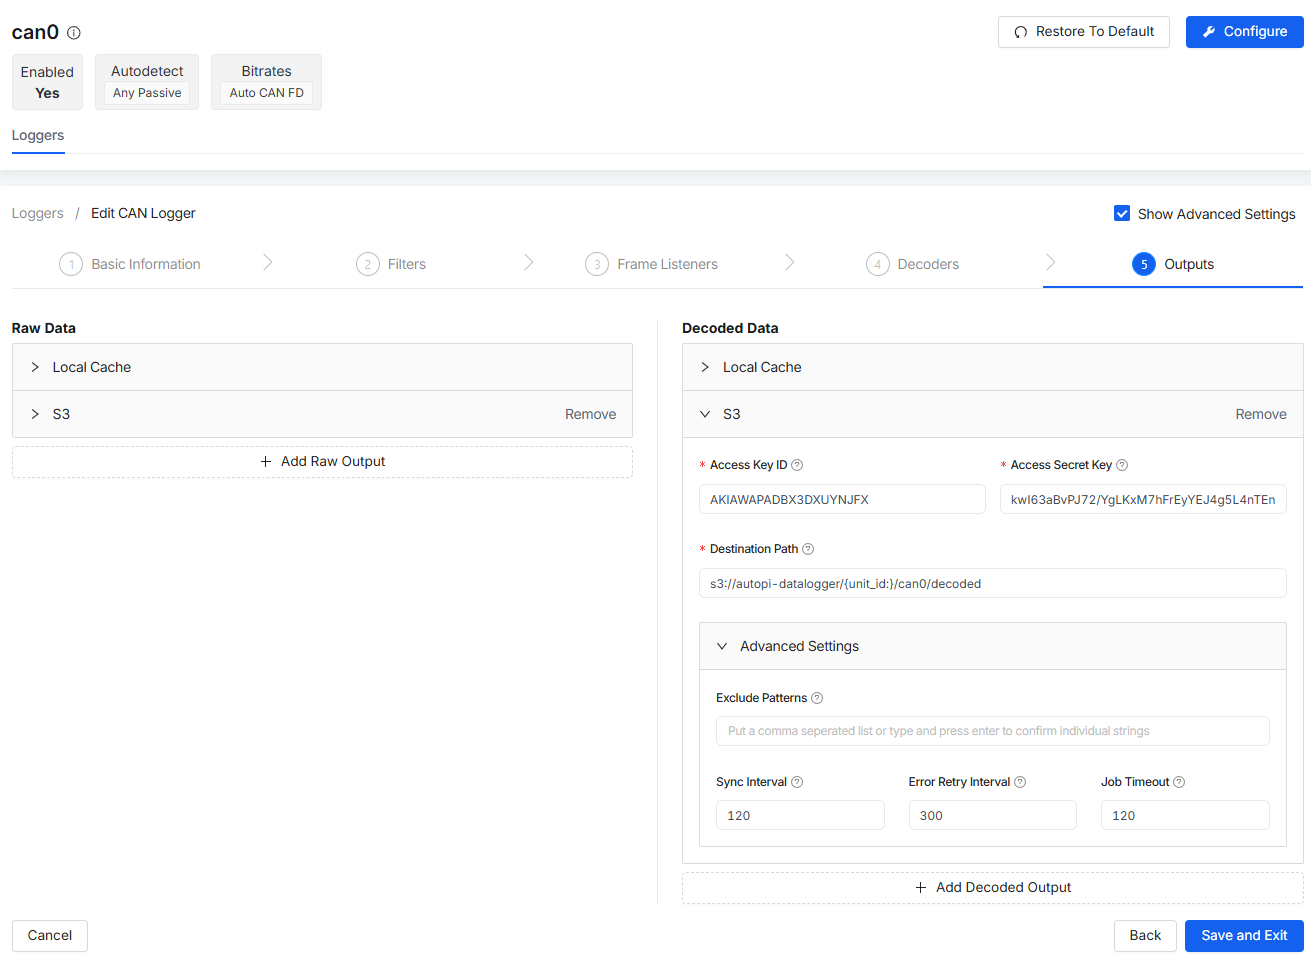 can0
Restore To Default
Configure
Enabled
Yes
Autodetect
Any Passive
Bitrates
Auto CAN FD
Loggers
Loggers / Edit CAN Logger
Show Advanced Settings
1 Basic Information
2 Filters
3 Frame Listeners
4 Decoders
5 Outputs
Raw Data
Local Cache
S3
Remove
+ Add Raw Output
Decoded Data
Local Cache
S3
Remove
* Access Key ID
AKIAWAPADBX3DXUYNJFX
* Access Secret Key
kwI63aBvPJ72/YgLKxM7hFrEyYEJ4g5L4nTEn
* Destination Path
s3://autopi-datalogger/{unit_id:}/can0/decoded
Advanced Settings
Exclude Patterns
Put a comma seperated list or type and press enter to confirm individual strings
Sync Interval
120
Error Retry Interval
300
Job Timeout
120
+ Add Decoded Output
Cancel
Back
Save and Exit